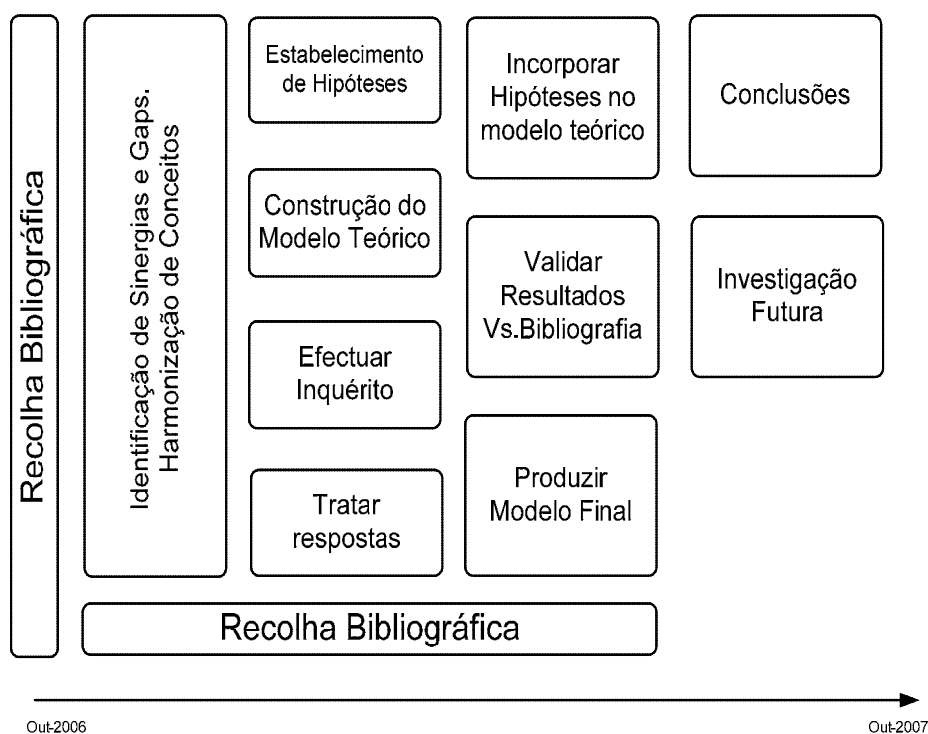 Recolha Bibliográfica
Identificação de Sinergias e Gaps.
Harmonização de Conceitos
Estabelecimento
de Hipóteses
Construção do
Modelo Teórico
Efectuar
Inquérito
Tratar
respostas
Incorporar
Hipóteses no
modelo teórico
Validar
Resultados
Vs.Bibliografia
Produzir
Modelo Final
Conclusões
Investigação
Futura
Recolha Bibliográfica
Out-2006
Out-2007